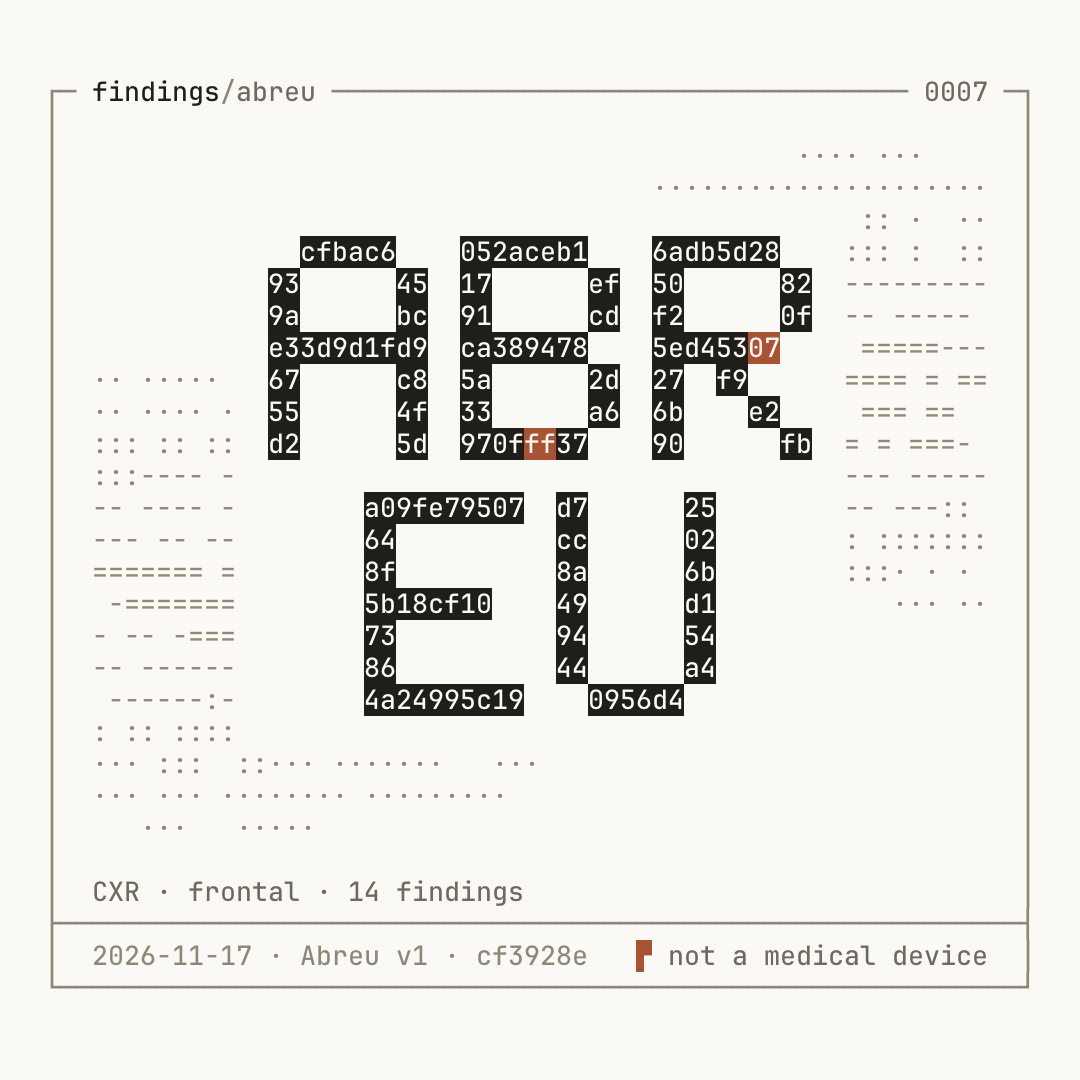 findings/abreu 0007
cfbac6 052aceb1 6adb5d28
93 45 17 ef 50 82
9a bc 91 cd f2 0f
e33d9d1fd9 ca389478 5ed45307
67 c8 5a 2d 27 f9
55 4f 33 a6 6b e2
d2 5d 970fff37 90 fb
a09fe79507 d7 25
64 cc 02
8f 8a 6b
5b18cf10 49 d1
73 94 54
86 44 a4
4a24995c19 0956d4
CXR · frontal · 14 findings
2026-11-17 · Abreu v1 · cf3928e not a medical device